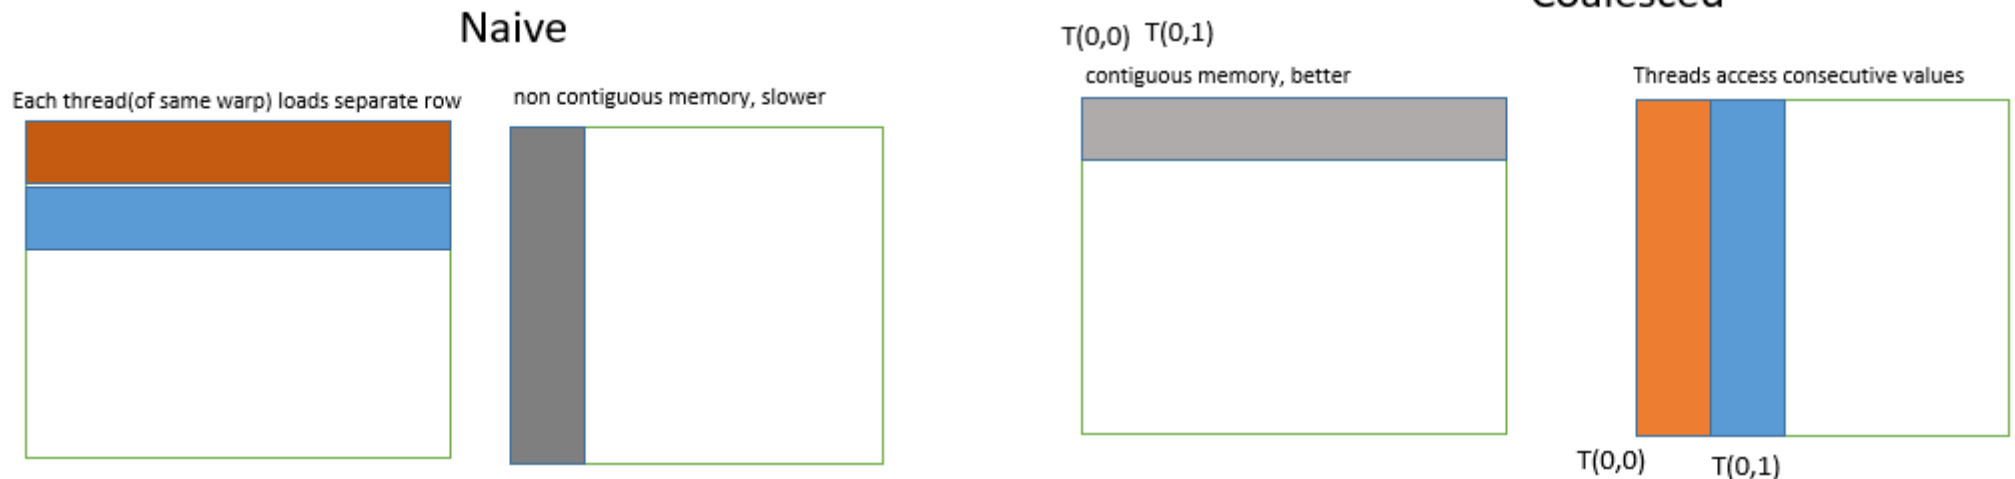 Naive
Each thread(of same warp) loads separate row
non contiguous memory, slower
Coalesced
T(0,0) T(0,1)
contiguous memory, better
Threads access consecutive values
T(0,0)
T(0,1)